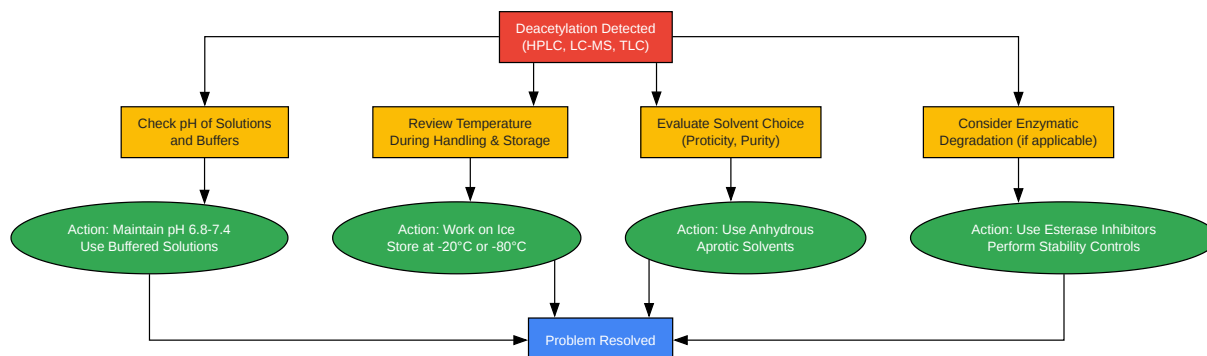 Deacetylation Detected
(HPLC, LC-MS, TLC)
Check pH of Solutions
and Buffers
Review Temperature
During Handling & Storage
Evaluate Solvent Choice
(Proticity, Purity)
Consider Enzymatic
Degradation (if applicable)
Action: Maintain pH 6.8-7.4
Use Buffered Solutions
Action: Work on Ice
Store at -20°C or -80°C
Action: Use Anhydrous
Aprotic Solvents
Action: Use Esterase Inhibitors
Perform Stability Controls
Problem Resolved